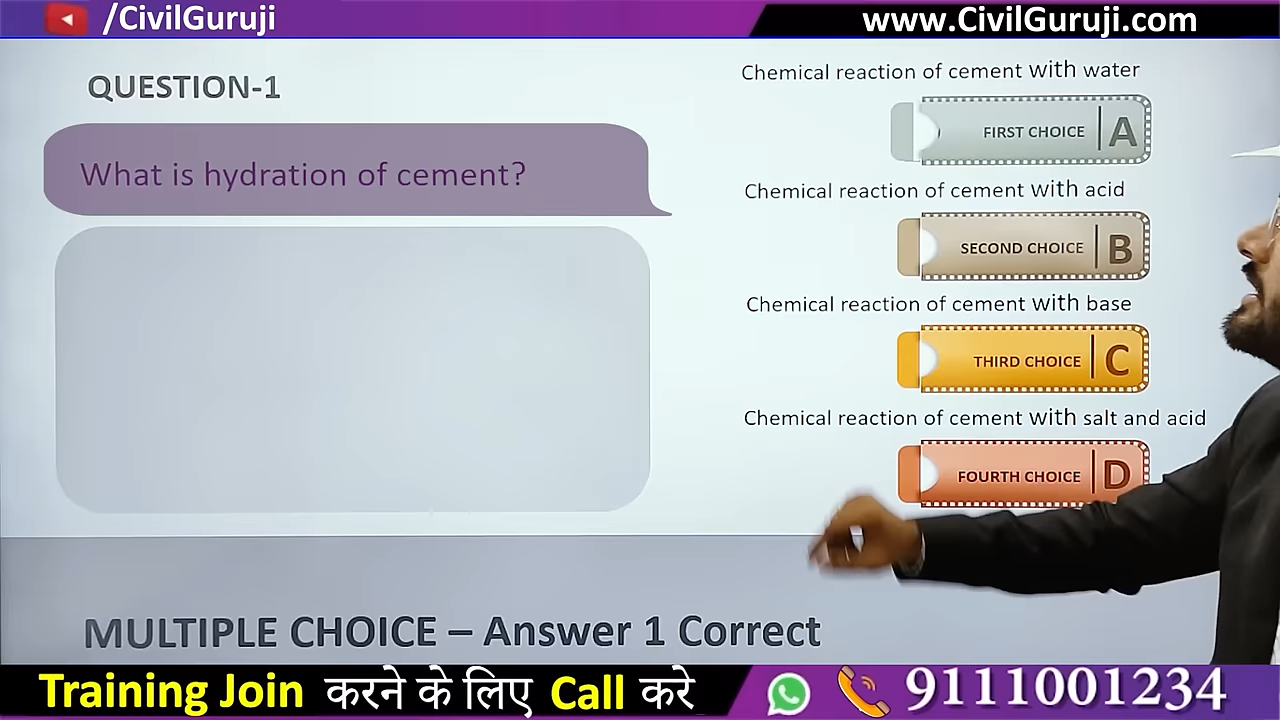 /CivilGuruji
www.CivilGuruji.com
QUESTION-1
What is hydration of cement?
Chemical reaction of cement with water
FIRST CHOICE A
Chemical reaction of cement with acid
SECOND CHOICE B
Chemical reaction of cement with base
THIRD CHOICE C
Chemical reaction of cement with salt and acid
FOURTH CHOICE D
MULTIPLE CHOICE – Answer 1 Correct
Training Join करने के लिए Call करे
9111001234